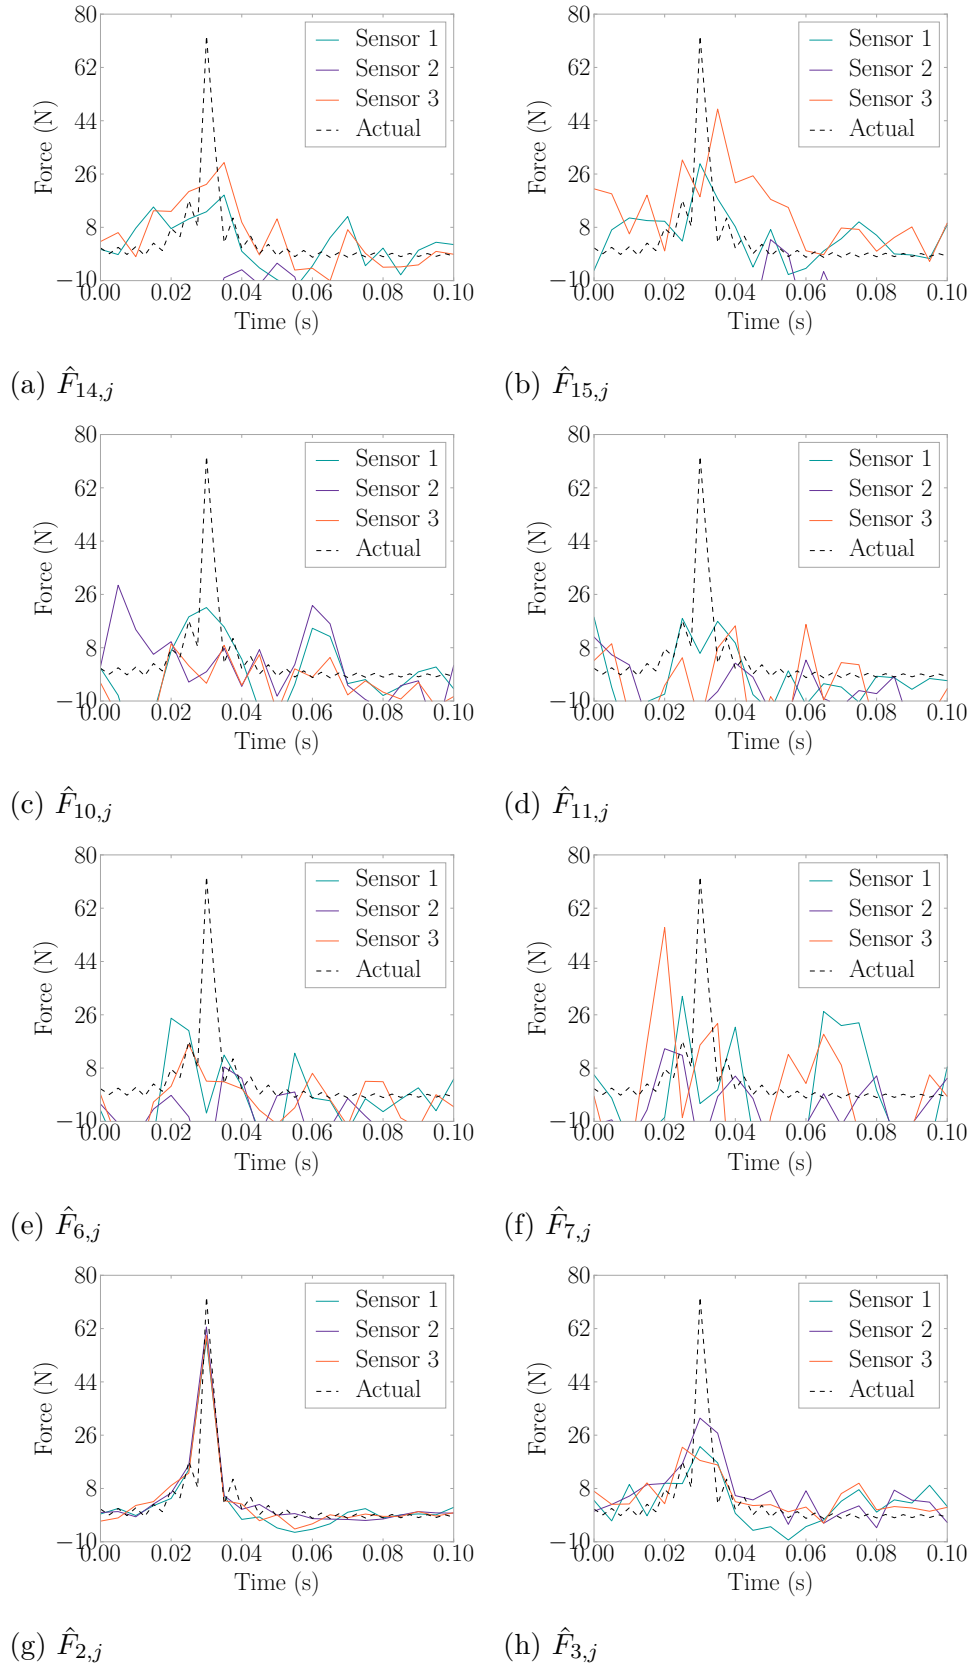 80
62
44
26
8
−10
Force (N)
0.00 0.02 0.04 0.06 0.08 0.10
Time (s)
Sensor 1
Sensor 2
Sensor 3
Actual
(a) F̂14,j
80
62
44
26
8
−10
Force (N)
0.00 0.02 0.04 0.06 0.08 0.10
Time (s)
Sensor 1
Sensor 2
Sensor 3
Actual
(b) F̂15,j
80
62
44
26
8
−10
Force (N)
0.00 0.02 0.04 0.06 0.08 0.10
Time (s)
Sensor 1
Sensor 2
Sensor 3
Actual
(c) F̂10,j
80
62
44
26
8
−10
Force (N)
0.00 0.02 0.04 0.06 0.08 0.10
Time (s)
Sensor 1
Sensor 2
Sensor 3
Actual
(d) F̂11,j
80
62
44
26
8
−10
Force (N)
0.00 0.02 0.04 0.06 0.08 0.10
Time (s)
Sensor 1
Sensor 2
Sensor 3
Actual
(e) F̂6,j
80
62
44
26
8
−10
Force (N)
0.00 0.02 0.04 0.06 0.08 0.10
Time (s)
Sensor 1
Sensor 2
Sensor 3
Actual
(f) F̂7,j
80
62
44
26
8
−10
Force (N)
0.00 0.02 0.04 0.06 0.08 0.10
Time (s)
Sensor 1
Sensor 2
Sensor 3
Actual
(g) F̂2,j
80
62
44
26
8
−10
Force (N)
0.00 0.02 0.04 0.06 0.08 0.10
Time (s)
Sensor 1
Sensor 2
Sensor 3
Actual
(h) F̂3,j